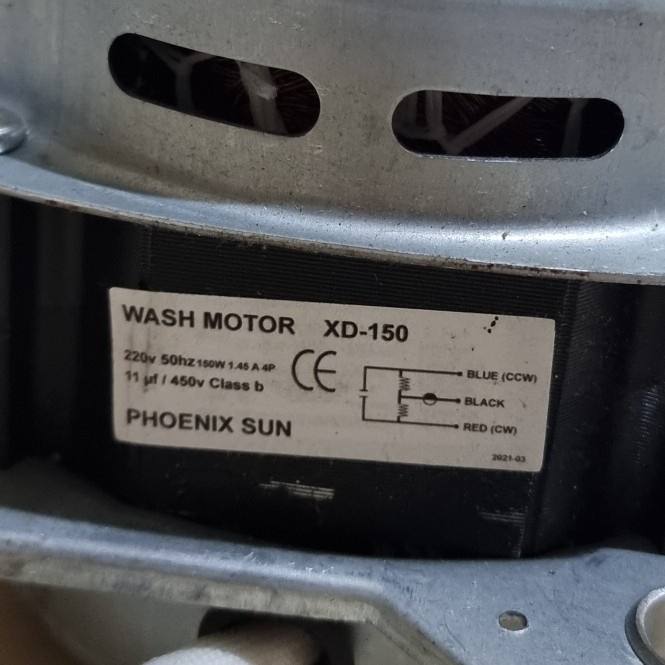 WASH MOTOR XD-150
220v 50hz 150W 1.45 A 4P
11 µf / 450v Class b
CE
PHOENIX SUN
BLUE (CCW)
BLACK
RED (CW)
2021-03